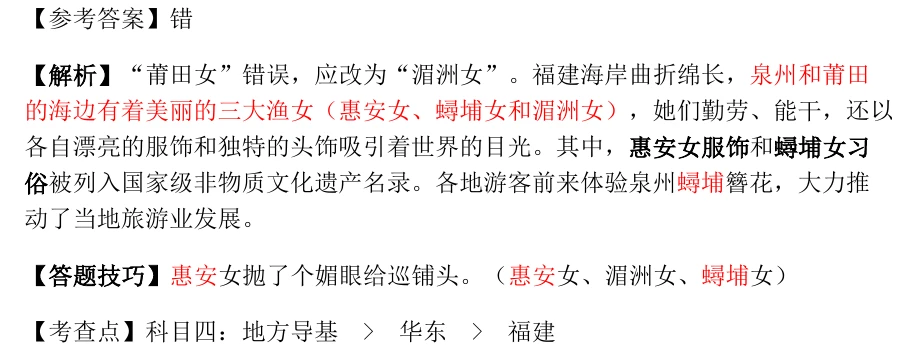 【参考答案】错
【解析】“莆田女”错误，应改为“湄洲女”。福建海岸曲折绵长，泉州和莆田
的海边有着美丽的三大渔女（惠安女、蟳埔女和湄洲女），她们勤劳、能干，还以
各自漂亮的服饰和独特的头饰吸引着世界的目光。其中，惠安女服饰和蟳埔女习
俗被列入国家级非物质文化遗产名录。各地游客前来体验泉州蟳埔簪花，大力推
动了当地旅游业发展。
【答题技巧】惠安女抛了个媚眼给巡铺头。（惠安女、湄洲女、蟳埔女）
【考查点】科目四：地方导基 > 华东 > 福建